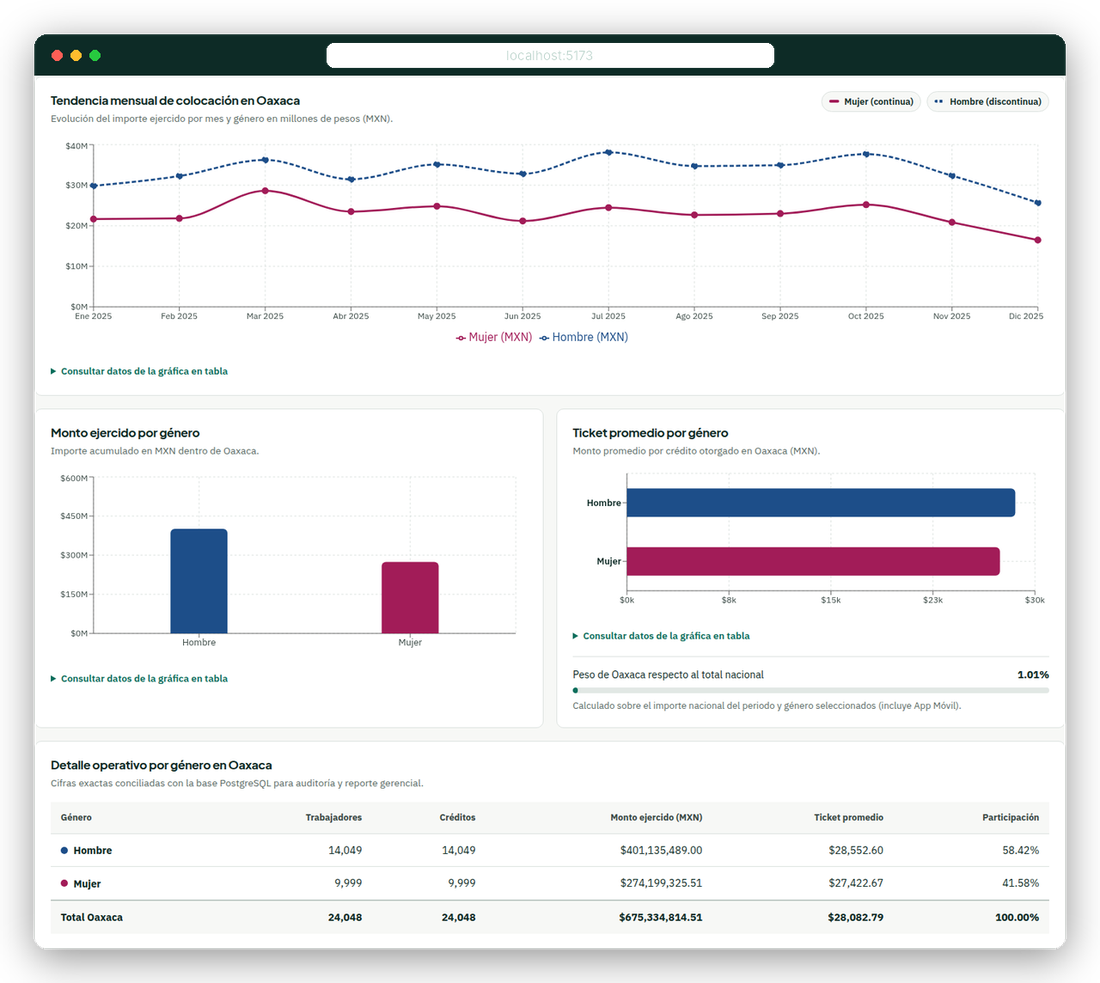 localhost:5173
Tendencia mensual de colocación en Oaxaca
Mujer (continua) Hombre (discontinua)
Evolución del importe ejercido por mes y género en millones de pesos (MXN).
$40M
$30M
$20M
$10M
$0M
Ene 2025 Feb 2025 Mar 2025 Abr 2025 May 2025 Jun 2025 Jul 2025 Ago 2025 Sep 2025 Oct 2025 Nov 2025 Dic 2025
Mujer (MXN) Hombre (MXN)
Consultar datos de la gráfica en tabla
Monto ejercido por género
Importe acumulado en MXN dentro de Oaxaca.
$600M
$450M
$300M
$150M
$0M
Hombre Mujer
Consultar datos de la gráfica en tabla
Ticket promedio por género
Monto promedio por crédito otorgado en Oaxaca (MXN).
Hombre
Mujer
$0k $8k $15k $23k $30k
Consultar datos de la gráfica en tabla
Peso de Oaxaca respecto al total nacional 1.01%
Calculado sobre el importe nacional del periodo y género seleccionados (incluye App Móvil).
Detalle operativo por género en Oaxaca
Cifras exactas conciliadas con la base PostgreSQL para auditoría y reporte gerencial.
Género Trabajadores Créditos Monto ejercido (MXN) Ticket promedio Participación
Hombre 14,049 14,049 $401,135,489.00 $28,552.60 58.42%
Mujer 9,999 9,999 $274,199,325.51 $27,422.67 41.58%
Total Oaxaca 24,048 24,048 $675,334,814.51 $28,082.79 100.00%